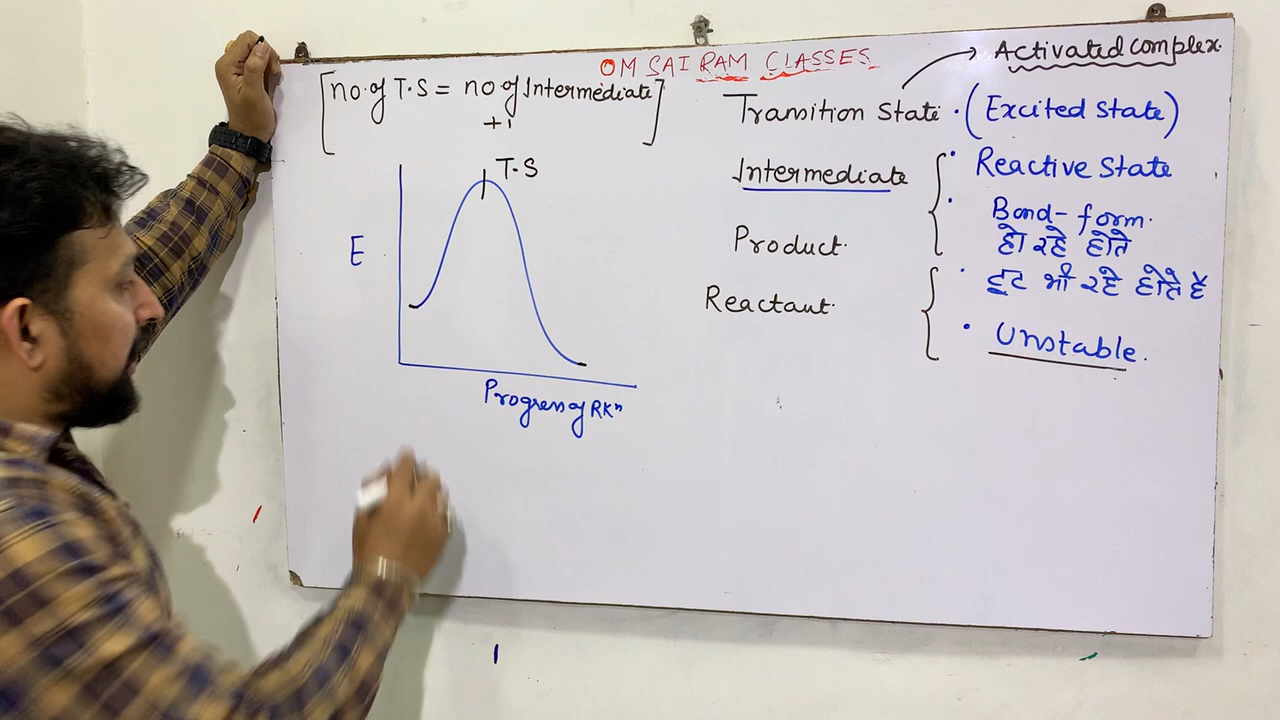 OM SAI RAM CLASSES
[no. of T.S = no of Intermediate]
+1
T.S
E
Progress of RXⁿ
Activated complex.
Transition State. (Excited State)
Intermediate
Product.
Reactant.
• Reactive State
• Bond-form.
हो रहे होते
• टूट भी रहे होते हैं
• Unstable.